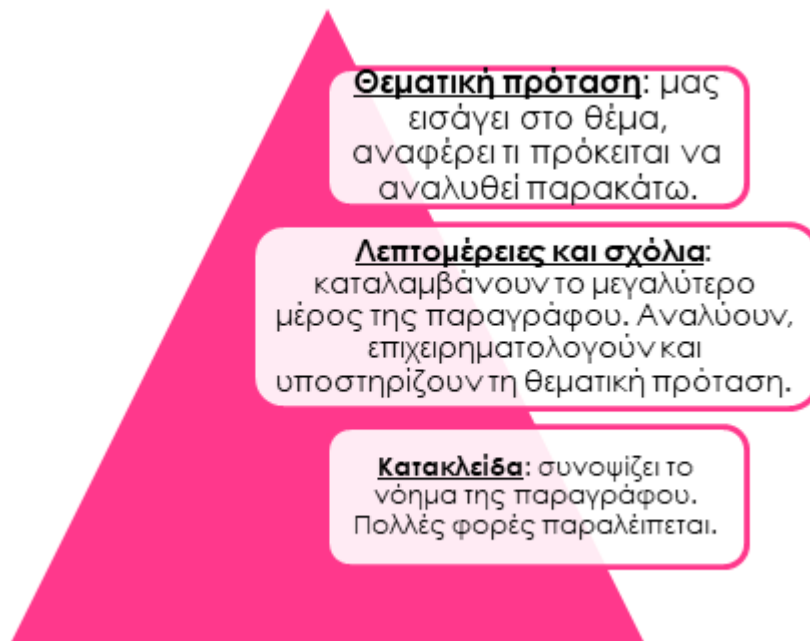 Θεματική πρόταση: μας
εισάγει στο θέμα,
αναφέρει τι πρόκειται να
αναλυθεί παρακάτω.
Λεπτομέρειες και σχόλια:
καταλαμβάνουν το μεγαλύτερο
μέρος της παραγράφου. Αναλύουν,
επιχειρηματολογούν και
υποστηρίζουν τη θεματική πρόταση.
Κατακλείδα: συνοψίζει το
νόημα της παραγράφου.
Πολλές φορές παραλέιπεται.